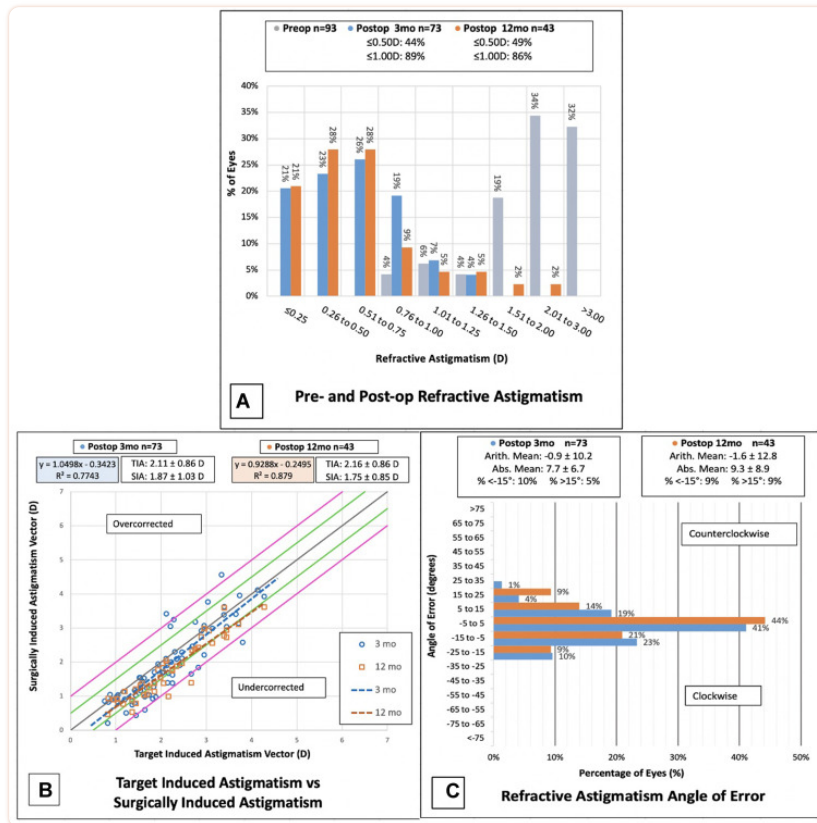 Preop n=93 Postop 3mo n=73 Postop 12mo n=43
≤0.50D: 44% ≤0.50D: 49%
≤1.00D: 89% ≤1.00D: 86%
40%
35%
30%
25%
20%
15%
10%
5%
0%
% of Eyes
21% 21%
23% 28%
26% 28%
4% 19% 9%
6% 7% 5%
4% 4% 5%
19% 2%
34% 2%
32%
≤0.25 0.26 to 0.50 0.51 to 0.75 0.76 to 1.00 1.01 to 1.25 1.26 to 1.50 1.51 to 2.00 2.01 to 3.00 >3.00
Refractive Astigmatism (D)
A Pre- and Post-op Refractive Astigmatism
Postop 3mo n=73 Postop 12mo n=43
y = 1.0498x - 0.3423 TIA: 2.11 ± 0.86 D y = 0.9288x - 0.2495 TIA: 2.16 ± 0.86 D
R² = 0.7743 SIA: 1.87 ± 1.03 D R² = 0.879 SIA: 1.75 ± 0.85 D
Surgically Induced Astigmatism Vector (D)
7
6
5
4
3
2
1
0
Overcorrected
Undercorrected
3 mo
12 mo
3 mo
12 mo
0 1 2 3 4 5 6 7
Target Induced Astigmatism Vector (D)
B Target Induced Astigmatism vs
Surgically Induced Astigmatism
Postop 3mo n=73 Postop 12mo n=43
Arith. Mean: -0.9 ± 10.2 Arith. Mean: -1.6 ± 12.8
Abs. Mean: 7.7 ± 6.7 Abs. Mean: 9.3 ± 8.9
% <-15°: 10% % >15°: 5% % <-15°: 9% % >15°: 9%
Angle of Error (degrees)
>75
65 to 75
55 to 65
45 to 55
35 to 45
25 to 35
15 to 25
5 to 15
-5 to 5
-15 to -5
-25 to -15
-35 to -25
-45 to -35
-55 to -45
-65 to -55
-75 to -65
<-75
Counterclockwise
1%
9%
4%
14%
19%
44%
41%
21%
23%
9%
10%
Clockwise
0% 10% 20% 30% 40% 50%
Percentage of Eyes (%)
C Refractive Astigmatism Angle of Error